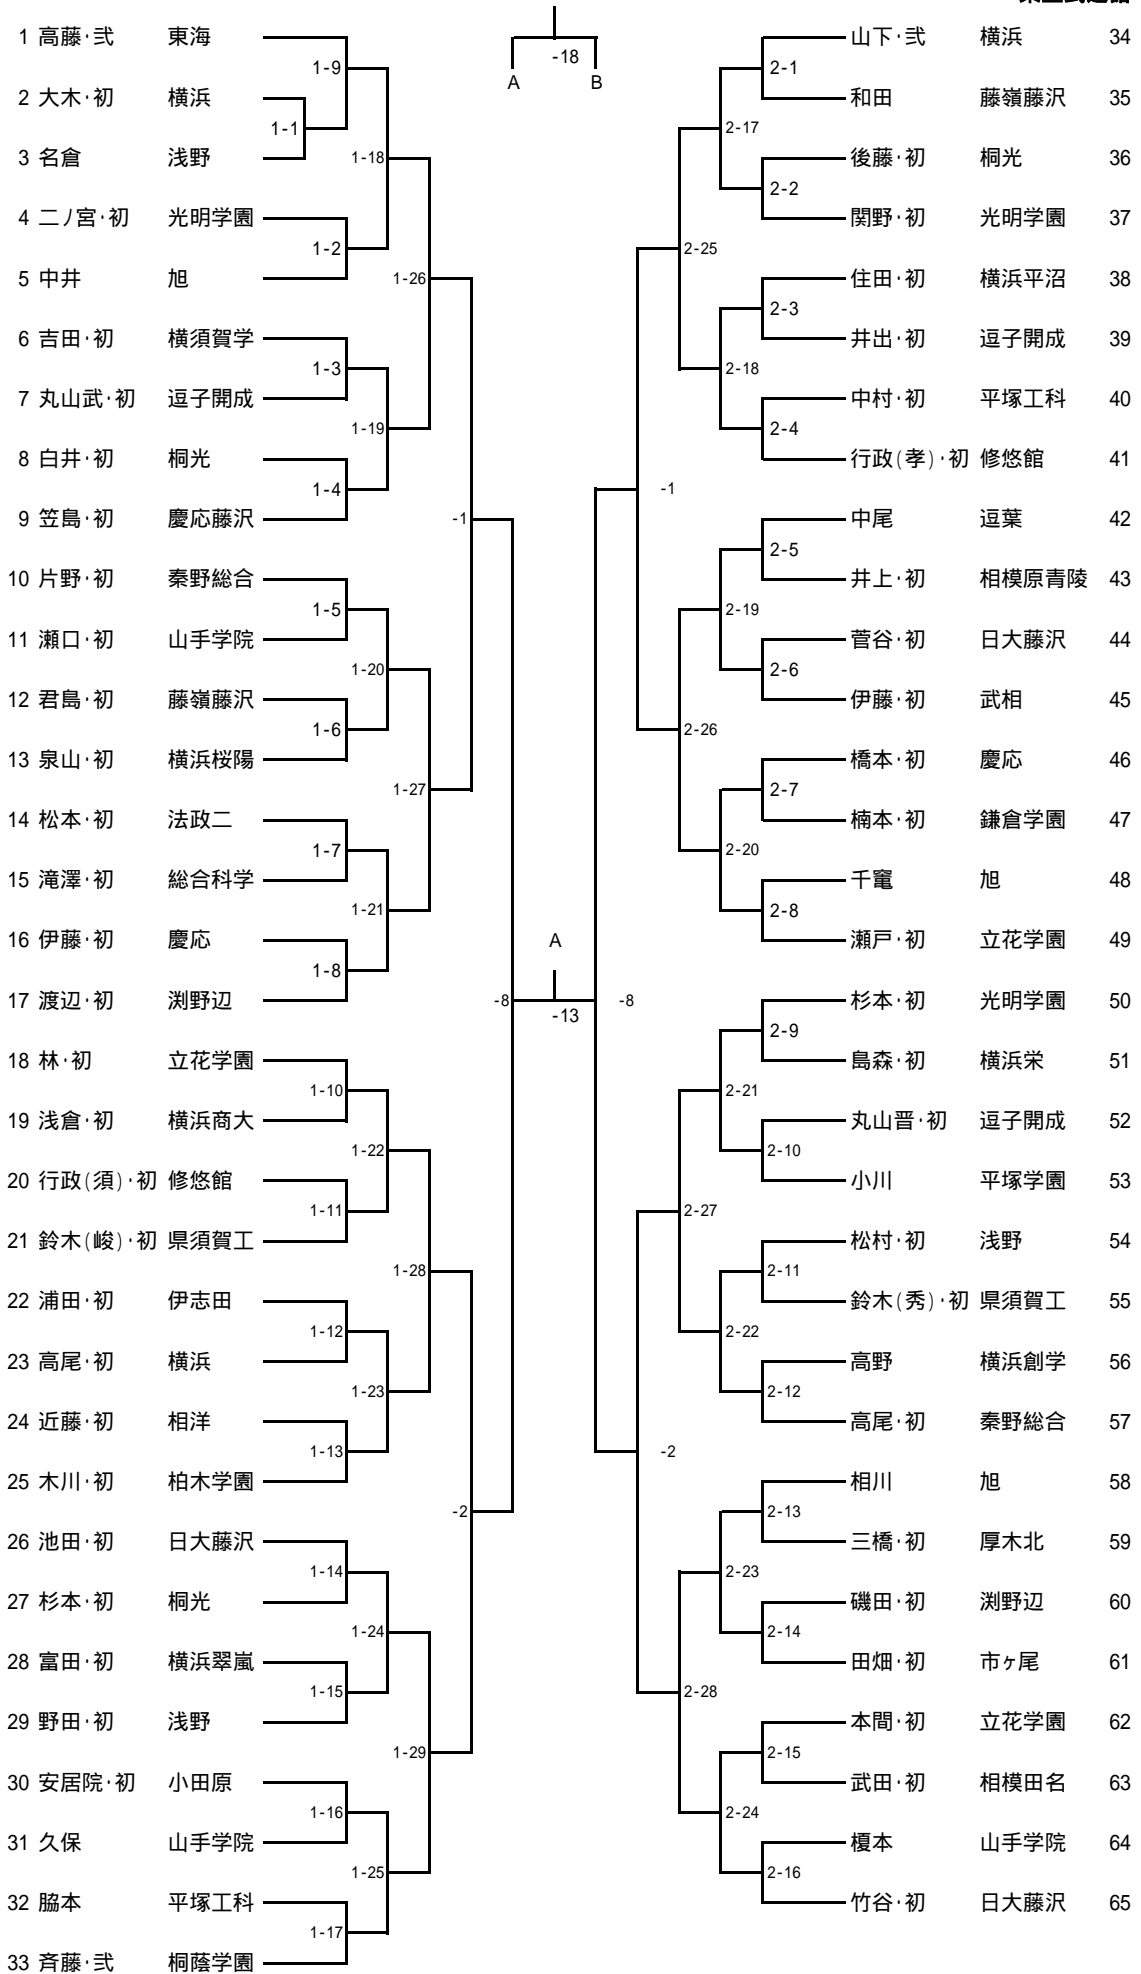 -18
A B
1 高藤・弐 東海
1-9
2 大木・初 横浜
1-1
3 名倉 浅野
1-18
4 二ノ宮・初 光明学園
1-2
5 中井 旭
1-26
6 吉田・初 横須賀学
1-3
7 丸山武・初 逗子開成
1-19
8 白井・初 桐光
1-4
9 笠島・初 慶応藤沢
-1
10 片野・初 秦野総合
1-5
11 瀬口・初 山手学院
1-20
12 君島・初 藤嶺藤沢
1-6
13 泉山・初 横浜桜陽
1-27
14 松本・初 法政二
1-7
15 滝澤・初 総合科学
1-21
16 伊藤・初 慶応
1-8
17 渡辺・初 渕野辺
-8
A
-13
18 林・初 立花学園
1-10
19 浅倉・初 横浜商大
1-22
20 行政(須)・初 修悠館
1-11
21 鈴木(峻)・初 県須賀工
1-28
22 浦田・初 伊志田
1-12
23 高尾・初 横浜
1-23
24 近藤・初 相洋
1-13
25 木川・初 柏木学園
-2
26 池田・初 日大藤沢
1-14
27 杉本・初 桐光
1-24
28 富田・初 横浜翠嵐
1-15
29 野田・初 浅野
1-29
30 安居院・初 小田原
1-16
31 久保 山手学院
1-25
32 脇本 平塚工科
1-17
33 斉藤・弐 桐蔭学園
山下・弐 横浜 34
2-1
和田 藤嶺藤沢 35
2-17
後藤・初 桐光 36
2-2
関野・初 光明学園 37
2-25
住田・初 横浜平沼 38
2-3
井出・初 逗子開成 39
2-18
中村・初 平塚工科 40
2-4
行政(孝)・初 修悠館 41
-1
中尾 逗葉 42
2-5
井上・初 相模原青陵 43
2-19
菅谷・初 日大藤沢 44
2-6
伊藤・初 武相 45
2-26
橋本・初 慶応 46
2-7
楠本・初 鎌倉学園 47
2-20
千竃 旭 48
2-8
瀬戸・初 立花学園 49
-8
杉本・初 光明学園 50
2-9
島森・初 横浜栄 51
2-21
丸山晋・初 逗子開成 52
2-10
小川 平塚学園 53
2-27
松村・初 浅野 54
2-11
鈴木(秀)・初 県須賀工 55
2-22
高野 横浜創学 56
2-12
高尾・初 秦野総合 57
-2
相川 旭 58
2-13
三橋・初 厚木北 59
2-23
磯田・初 渕野辺 60
2-14
田畑・初 市ヶ尾 61
2-28
本間・初 立花学園 62
2-15
武田・初 相模田名 63
2-24
榎本 山手学院 64
2-16
竹谷・初 日大藤沢 65